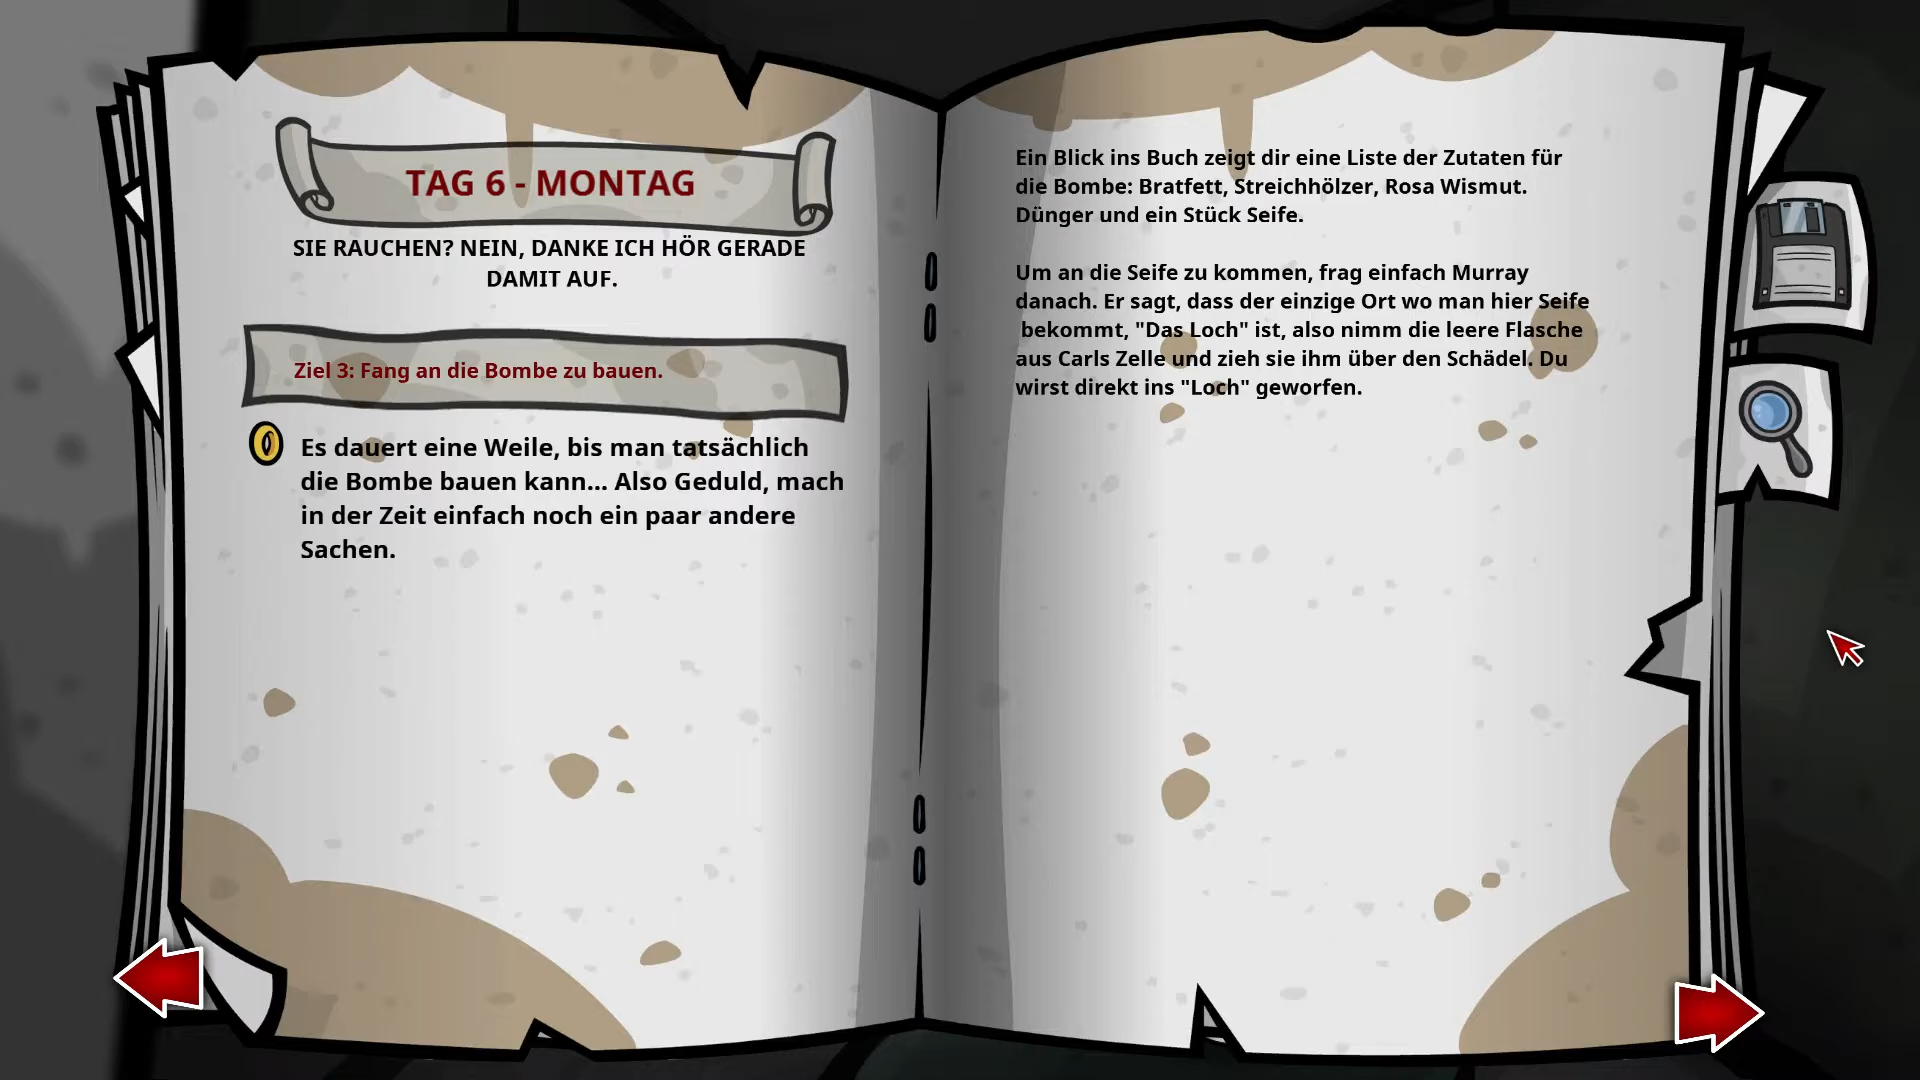 TAG 6 - MONTAG
SIE RAUCHEN? NEIN, DANKE ICH HÖR GERADE
DAMIT AUF.
Ziel 3: Fang an die Bombe zu bauen.
Es dauert eine Weile, bis man tatsächlich
die Bombe bauen kann... Also Geduld, mach
in der Zeit einfach noch ein paar andere
Sachen.
Ein Blick ins Buch zeigt dir eine Liste der Zutaten für
die Bombe: Bratfett, Streichhölzer, Rosa Wismut.
Dünger und ein Stück Seife.
Um an die Seife zu kommen, frag einfach Murray
danach. Er sagt, dass der einzige Ort wo man hier Seife
bekommt, "Das Loch" ist, also nimm die leere Flasche
aus Carls Zelle und zieh sie ihm über den Schädel. Du
wirst direkt ins "Loch" geworfen.